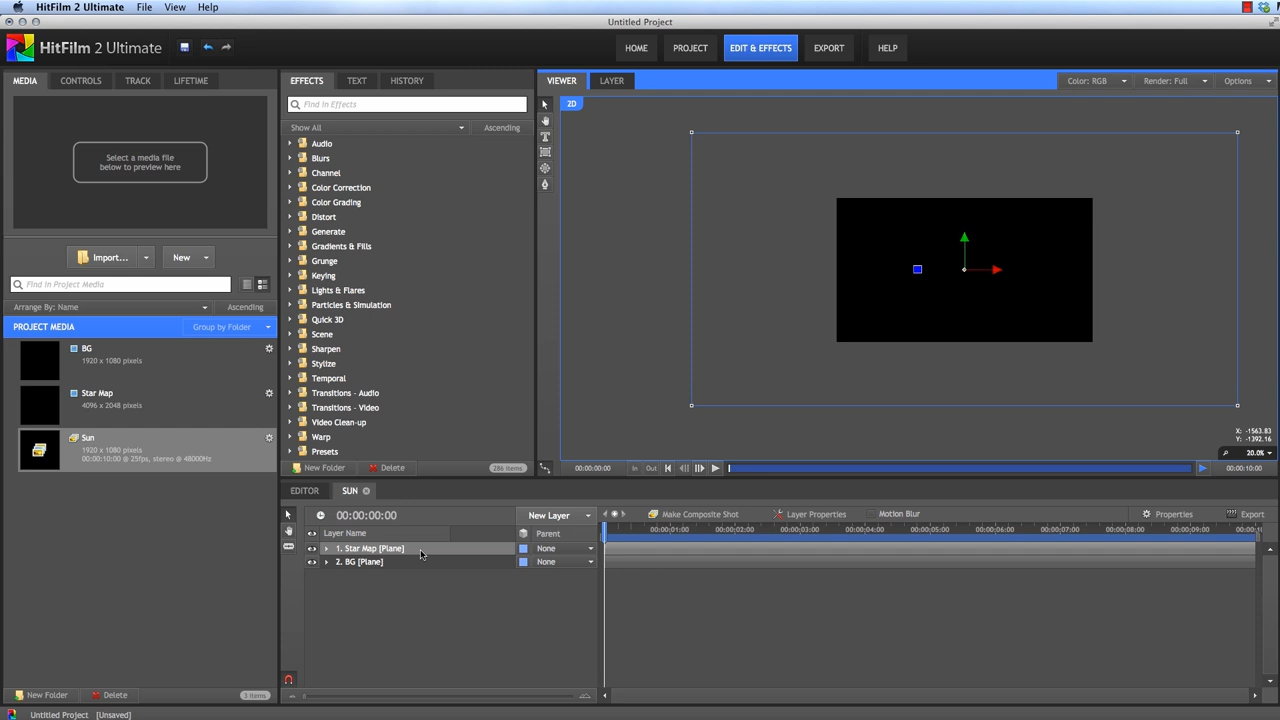 HitFilm 2 Ultimate File View Help
Untitled Project
HitFilm 2 Ultimate
HOME PROJECT EDIT & EFFECTS EXPORT HELP
MEDIA CONTROLS TRACK LIFETIME
Select a media file
below to preview here
Import... New
Find in Project Media
Arrange By: Name Ascending
PROJECT MEDIA Group by Folder
BG
1920 x 1080 pixels
Star Map
4096 x 2048 pixels
Sun
1920 x 1080 pixels
00:00:10:00 @ 25fps, stereo @ 48000Hz
New Folder Delete 3 items
EFFECTS TEXT HISTORY
Find in Effects
Show All Ascending
Audio
Blurs
Channel
Color Correction
Color Grading
Distort
Generate
Gradients & Fills
Grunge
Keying
Lights & Flares
Particles & Simulation
Quick 3D
Scene
Sharpen
Stylize
Temporal
Transitions - Audio
Transitions - Video
Video Clean-up
Warp
Presets
New Folder Delete 286 items
VIEWER LAYER Color: RGB Render: Full Options
2D
X: -1563.83
Y: -1392.16
20.0%
00:00:00:00 In Out 00:00:10:00
EDITOR SUN
00:00:00:00 New Layer Make Composite Shot Layer Properties Motion Blur Properties Export
Layer Name Parent 00:00:01:00 00:00:02:00 00:00:03:00 00:00:04:00 00:00:05:00 00:00:06:00 00:00:07:00 00:00:08:00 00:00:09:00
1. Star Map [Plane] None
2. BG [Plane] None
Untitled Project [Unsaved]